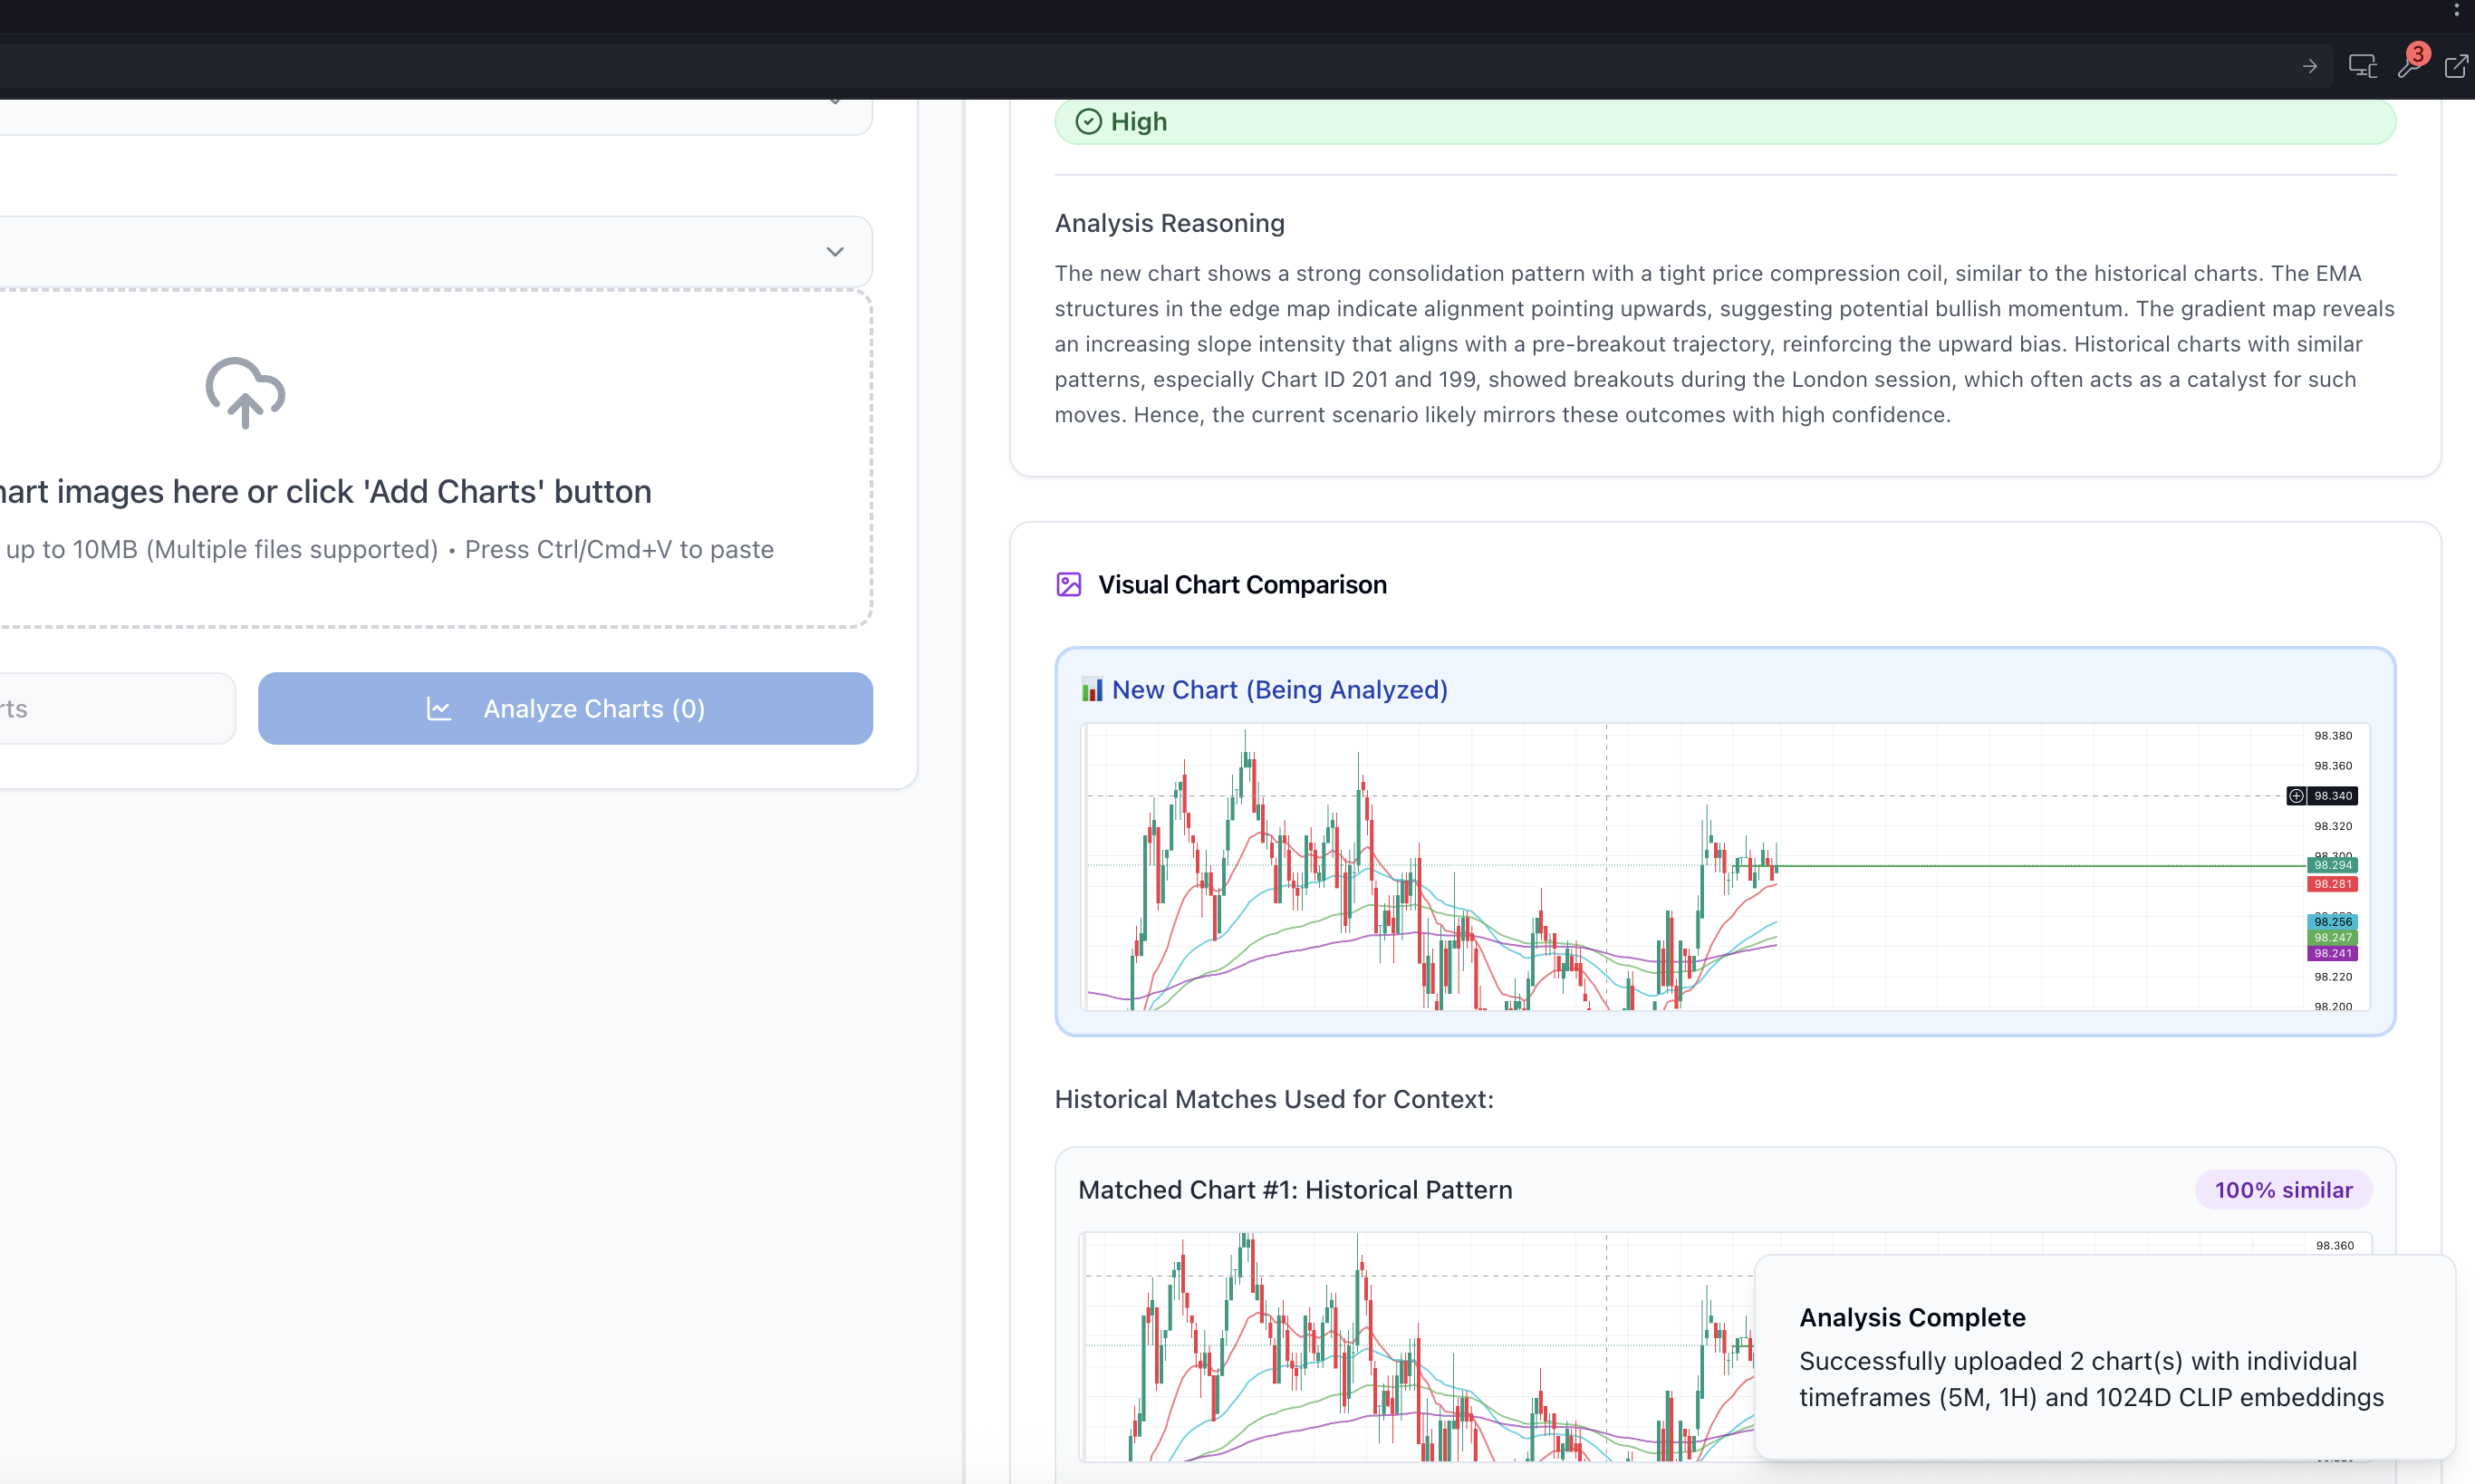 3
High
Analysis Reasoning
The new chart shows a strong consolidation pattern with a tight price compression coil, similar to the historical charts. The EMA
structures in the edge map indicate alignment pointing upwards, suggesting potential bullish momentum. The gradient map reveals
an increasing slope intensity that aligns with a pre-breakout trajectory, reinforcing the upward bias. Historical charts with similar
patterns, especially Chart ID 201 and 199, showed breakouts during the London session, which often acts as a catalyst for such
moves. Hence, the current scenario likely mirrors these outcomes with high confidence.
images here or click 'Add Charts' button
up to 10MB (Multiple files supported) • Press Ctrl/Cmd+V to paste
Analyze Charts (0)
Visual Chart Comparison
New Chart (Being Analyzed)
98.380
98.360
98.340
98.320
98.300
98.294
98.281
98.256
98.247
98.241
98.220
98.200
Historical Matches Used for Context:
Matched Chart #1: Historical Pattern
100% similar
98.360
Analysis Complete
Successfully uploaded 2 chart(s) with individual
timeframes (5M, 1H) and 1024D CLIP embeddings